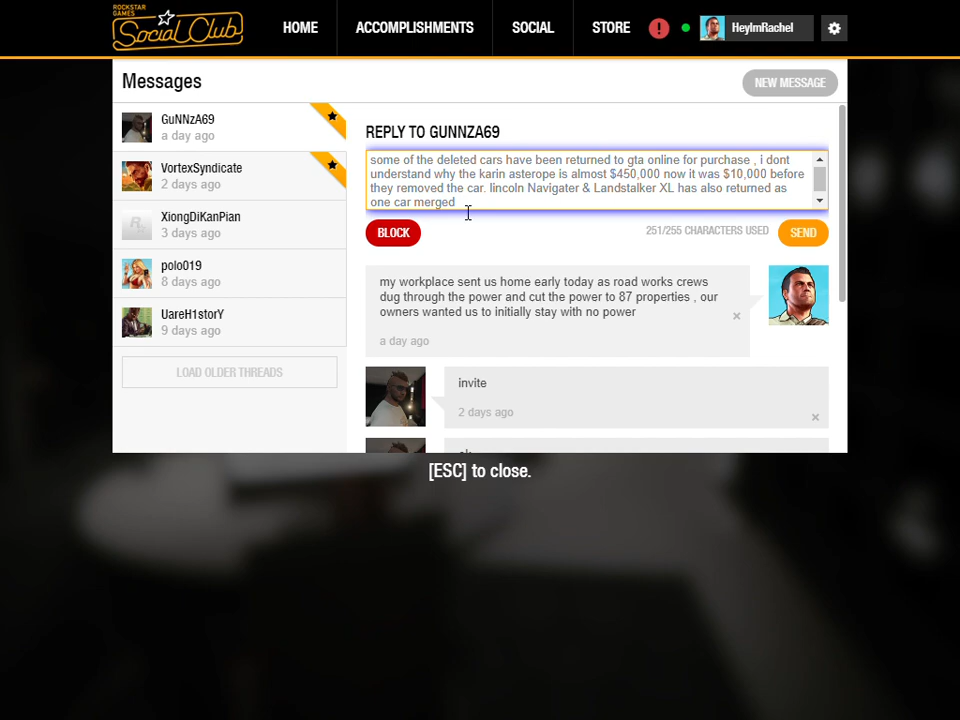 ROCKSTAR
GAMES
Social Club
HOME
ACCOMPLISHMENTS
SOCIAL
STORE
HeyImRachel
Messages
NEW MESSAGE
GuNNzA69
a day ago
VortexSyndicate
2 days ago
XiongDiKanPian
3 days ago
polo019
8 days ago
UareH1storY
9 days ago
LOAD OLDER THREADS
REPLY TO GUNNZA69
some of the deleted cars have been returned to gta online for purchase , i dont
understand why the karin asterope is almost $450,000 now it was $10,000 before
they removed the car. lincoln Navigater & Landstalker XL has also returned as
one car merged
BLOCK
251/255 CHARACTERS USED
SEND
my workplace sent us home early today as road works crews
dug through the power and cut the power to 87 properties , our
owners wanted us to initially stay with no power
a day ago
invite
2 days ago
[ESC] to close.